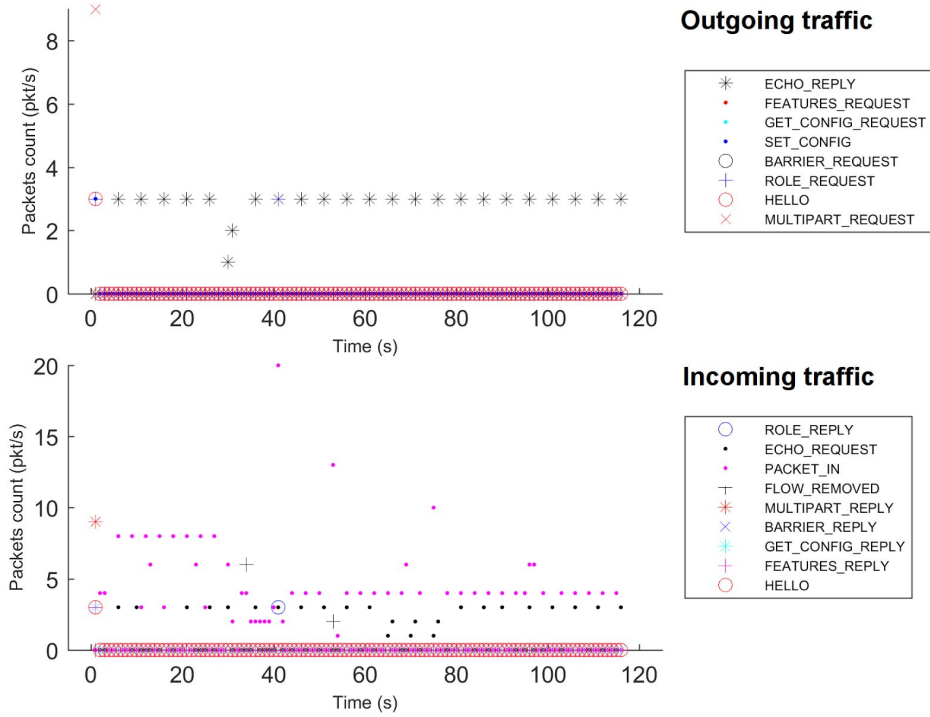 Outgoing traffic
Packets count (pkt/s)
8
6
4
2
0
0
20
40
60
80
100
120
Time (s)
ECHO_REPLY
FEATURES_REQUEST
GET_CONFIG_REQUEST
SET_CONFIG
BARRIER_REQUEST
ROLE_REQUEST
HELLO
MULTIPART_REQUEST
Incoming traffic
Packets count (pkt/s)
20
15
10
5
0
0
20
40
60
80
100
120
Time (s)
ROLE_REPLY
ECHO_REQUEST
PACKET_IN
FLOW_REMOVED
MULTIPART_REPLY
BARRIER_REPLY
GET_CONFIG_REPLY
FEATURES_REPLY
HELLO